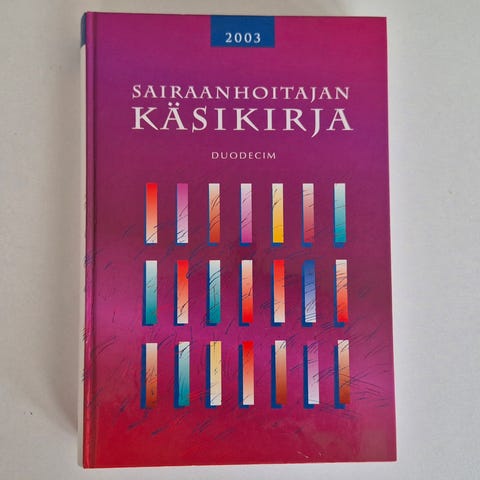 2003
SAIRAANHOITAJAN
KÄSIKIRJA
DUODECIM